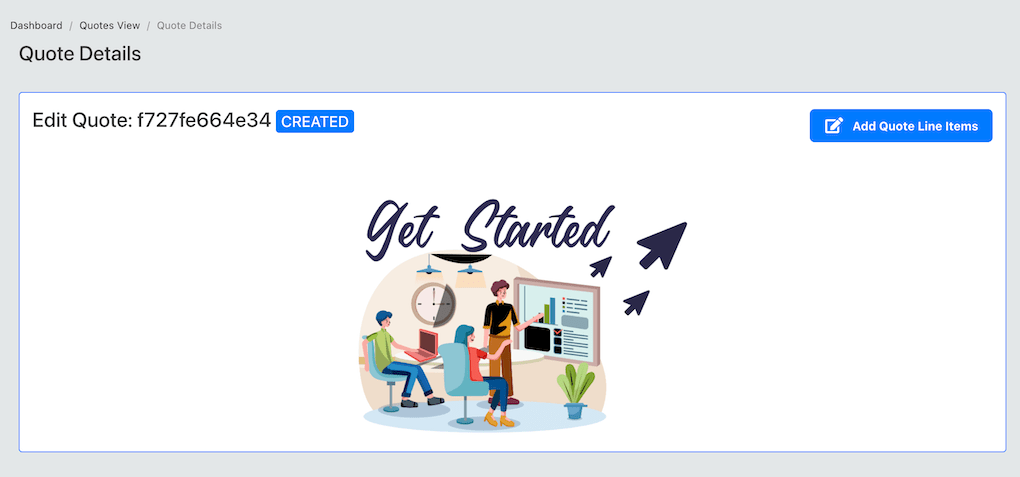 Dashboard / Quotes View / Quote Details
Quote Details
Edit Quote: f727fe664e34 CREATED
Add Quote Line Items
Get Started